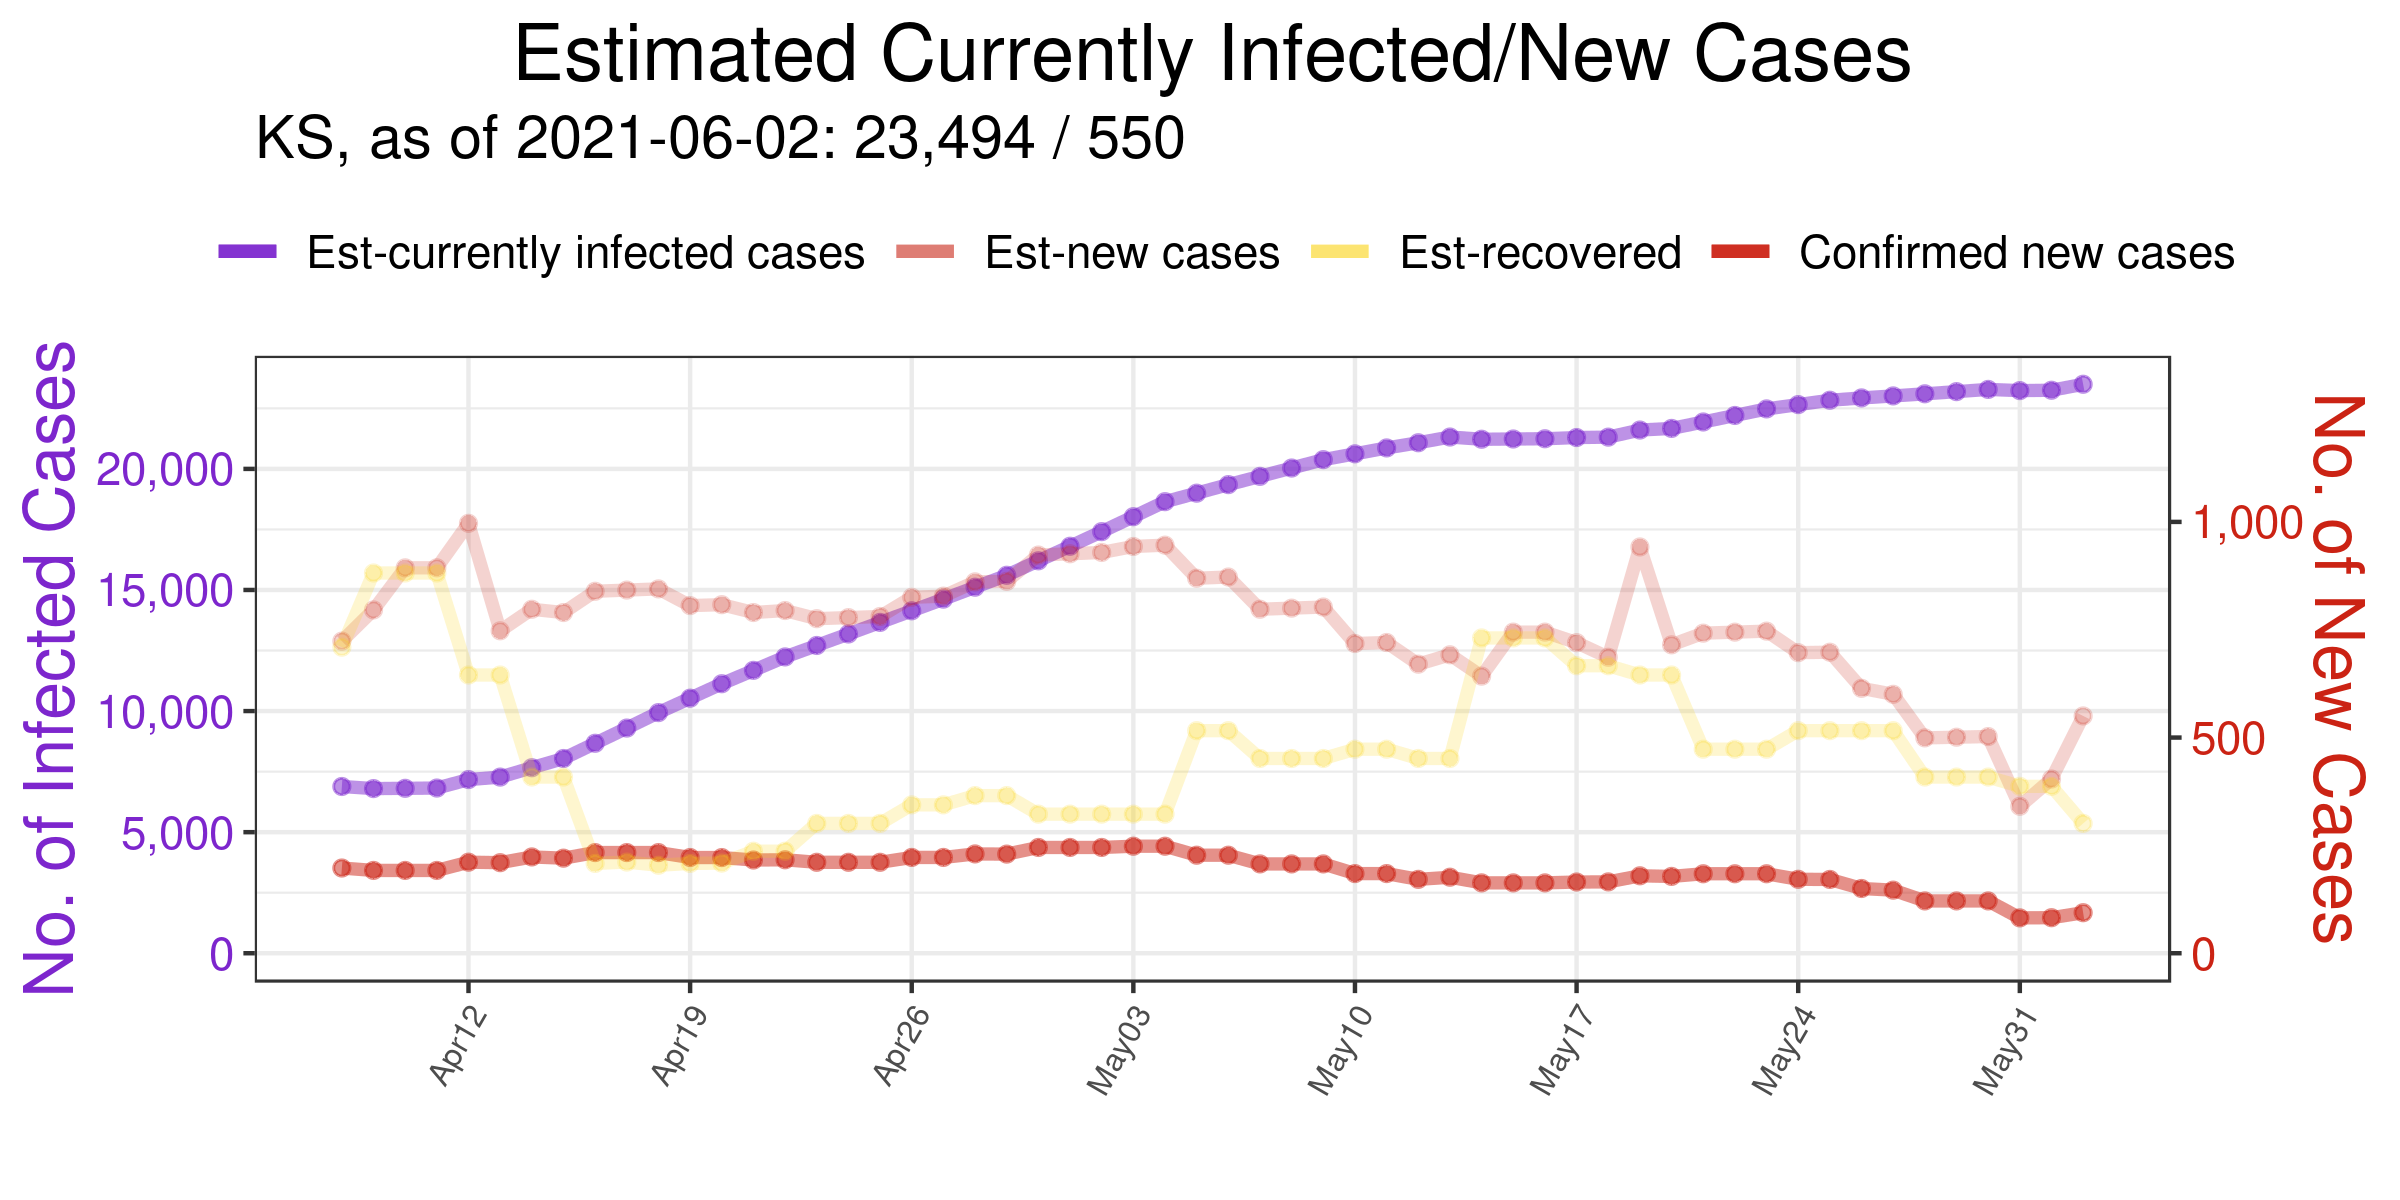 Estimated Currently Infected/New Cases
KS, as of 2021-06-02: 23,494 / 550
Est-currently infected cases Est-new cases Est-recovered Confirmed new cases
No. of Infected Cases
20,000
15,000
10,000
5,000
0
1,000
500
0
No. of New Cases
Apr12 Apr19 Apr26 May03 May10 May17 May24 May31